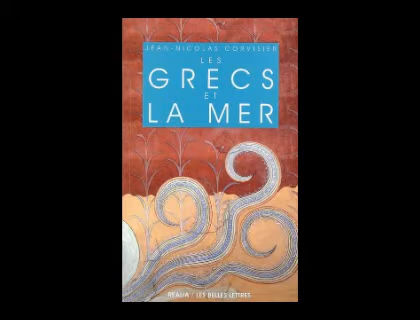 JEAN-NICOLAS CORVISIER
LES
GRECS
ET
LA MER
REALIA / LES BELLES LETTRES